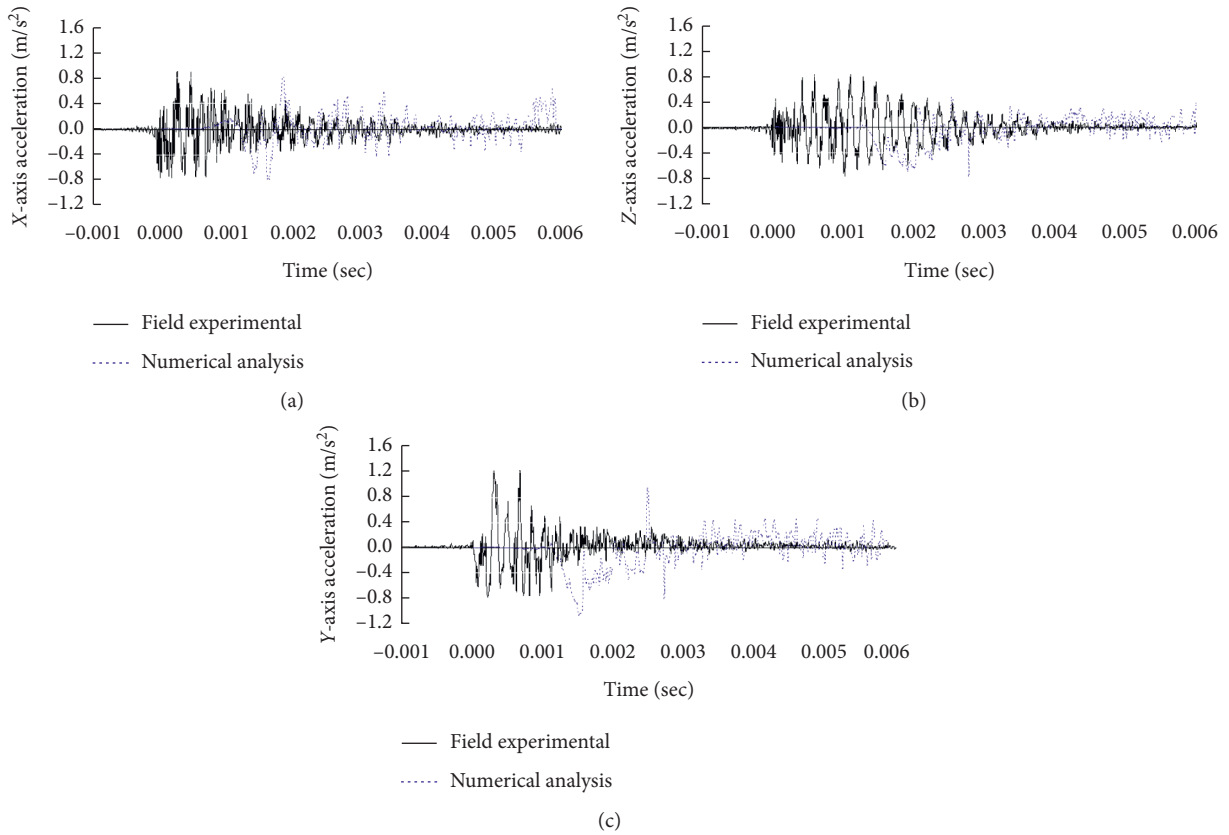 X-axis acceleration (m/s²)
1.6
1.2
0.8
0.4
0.0
−0.4
−0.8
−1.2
−0.001 0.000 0.001 0.002 0.003 0.004 0.005 0.006
Time (sec)
Field experimental
Numerical analysis
(a)
Z-axis acceleration (m/s²)
1.6
1.2
0.8
0.4
0.0
−0.4
−0.8
−1.2
−0.001 0.000 0.001 0.002 0.003 0.004 0.005 0.006
Time (sec)
Field experimental
Numerical analysis
(b)
Y-axis acceleration (m/s²)
1.6
1.2
0.8
0.4
0.0
−0.4
−0.8
−1.2
−0.001 0.000 0.001 0.002 0.003 0.004 0.005 0.006
Time (sec)
Field experimental
Numerical analysis
(c)